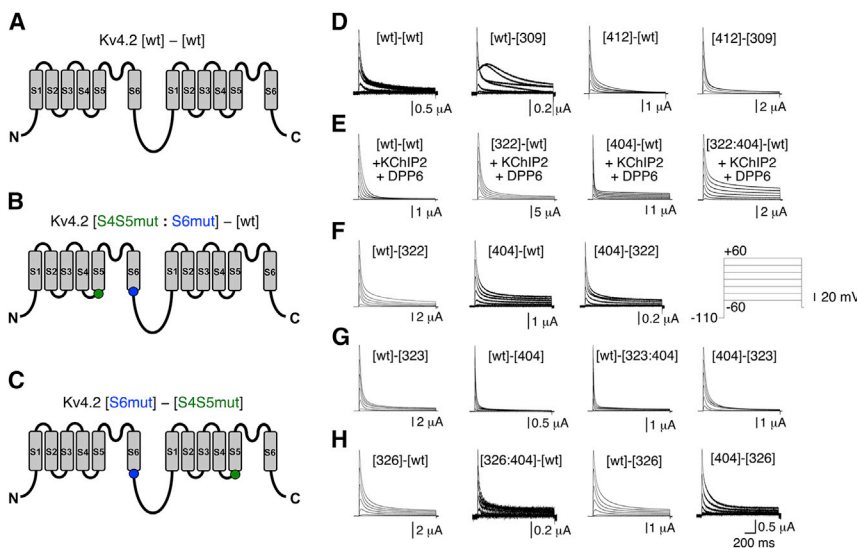 A
Kv4.2 [wt] – [wt]
S1 S2 S3 S4 S5 S6 S1 S2 S3 S4 S5 S6
N C
B
Kv4.2 [S4S5mut : S6mut] – [wt]
S1 S2 S3 S4 S5 S6 S1 S2 S3 S4 S5 S6
N C
C
Kv4.2 [S6mut] – [S4S5mut]
S1 S2 S3 S4 S5 S6 S1 S2 S3 S4 S5 S6
N C
D
[wt]-[wt] [wt]-[309] [412]-[wt] [412]-[309]
0.5 µA 0.2 µA 1 µA 2 µA
E
[wt]-[wt] [322]-[wt] [404]-[wt] [322:404]-[wt]
+KChIP2 + KChIP2 + KChIP2 + KChIP2
+ DPP6 + DPP6 + DPP6 + DPP6
1 µA 5 µA 1 µA 2 µA
F
[wt]-[322] [404]-[wt] [404]-[322] +60
-60 20 mV
-110
2 µA 1 µA 0.2 µA
G
[wt]-[323] [wt]-[404] [wt]-[323:404] [404]-[323]
2 µA 0.5 µA 1 µA 1 µA
H
[326]-[wt] [326:404]-[wt] [wt]-[326] [404]-[326]
2 µA 0.2 µA 1 µA 0.5 µA
200 ms